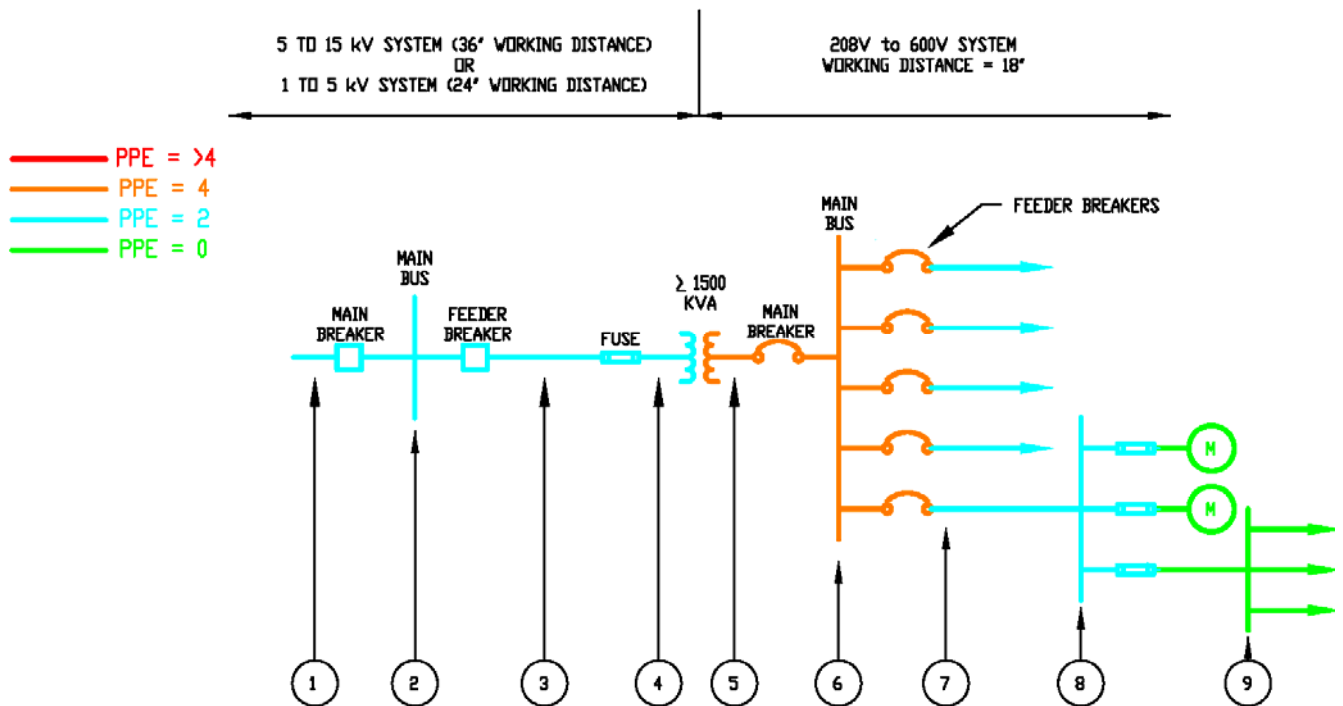 5 TO 15 kV SYSTEM (36" WORKING DISTANCE)
OR
1 TO 5 kV SYSTEM (24" WORKING DISTANCE)
208V to 600V SYSTEM
WORKING DISTANCE = 18"
PPE = >4
PPE = 4
PPE = 2
PPE = 0
MAIN
BUS
FEEDER BREAKERS
MAIN
BUS
≥ 1500
KVA
MAIN
BREAKER
FEEDER
BREAKER
FUSE
MAIN
BREAKER
M
M
1
2
3
4
5
6
7
8
9